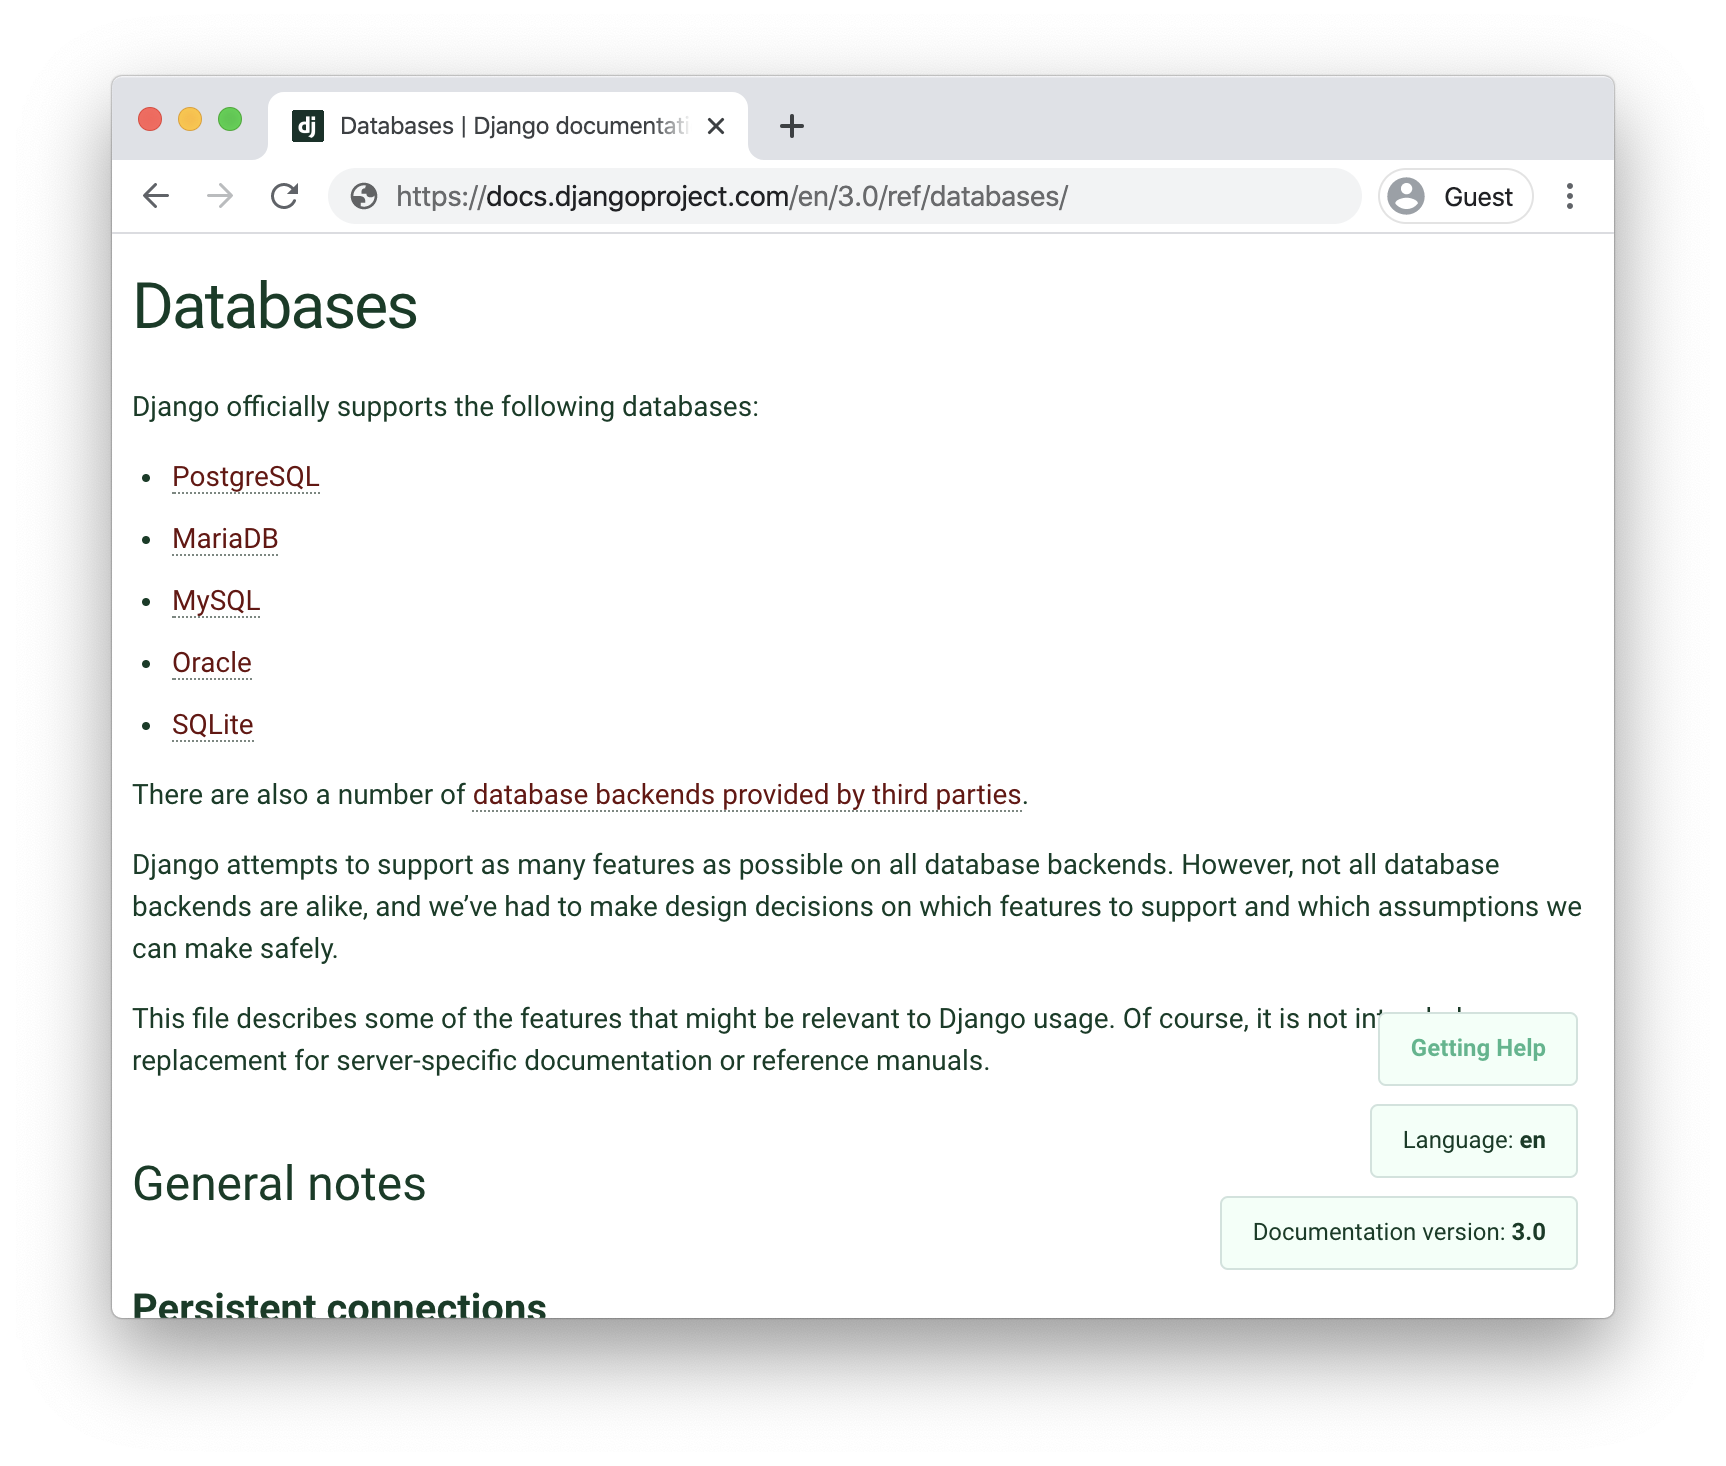 dj Databases | Django documentati
https://docs.djangoproject.com/en/3.0/ref/databases/
Guest
Databases
Django officially supports the following databases:
• PostgreSQL
• MariaDB
• MySQL
• Oracle
• SQLite
There are also a number of database backends provided by third parties.
Django attempts to support as many features as possible on all database backends. However, not all database
backends are alike, and we’ve had to make design decisions on which features to support and which assumptions we
can make safely.
This file describes some of the features that might be relevant to Django usage. Of course, it is not
replacement for server-specific documentation or reference manuals.
Getting Help
Language: en
General notes
Documentation version: 3.0
Persistent connections